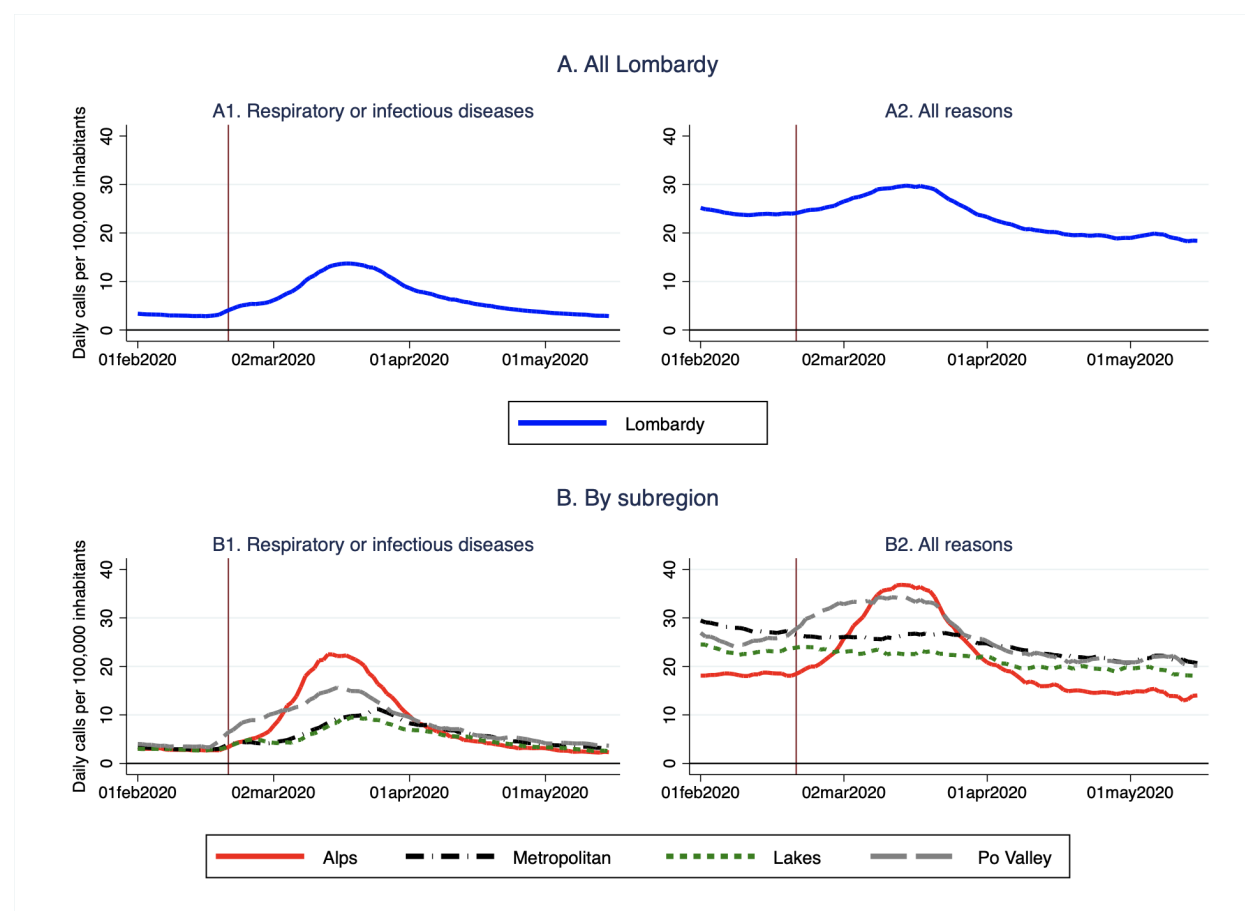 A. All Lombardy
A1. Respiratory or infectious diseases
Daily calls per 100,000 inhabitants
40
30
20
10
0
01feb2020 02mar2020 01apr2020 01may2020
A2. All reasons
40
30
20
10
0
01feb2020 02mar2020 01apr2020 01may2020
Lombardy
B. By subregion
B1. Respiratory or infectious diseases
Daily calls per 100,000 inhabitants
40
30
20
10
0
01feb2020 02mar2020 01apr2020 01may2020
B2. All reasons
40
30
20
10
0
01feb2020 02mar2020 01apr2020 01may2020
Alps Metropolitan Lakes Po Valley